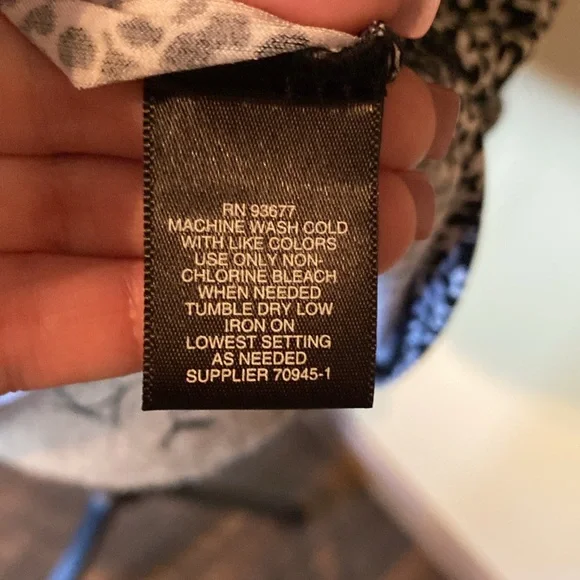 RN 93677
MACHINE WASH COLD
WITH LIKE COLORS
USE ONLY NON-
CHLORINE BLEACH
WHEN NEEDED
TUMBLE DRY LOW
IRON ON
LOWEST SETTING
AS NEEDED
SUPPLIER 70945-1